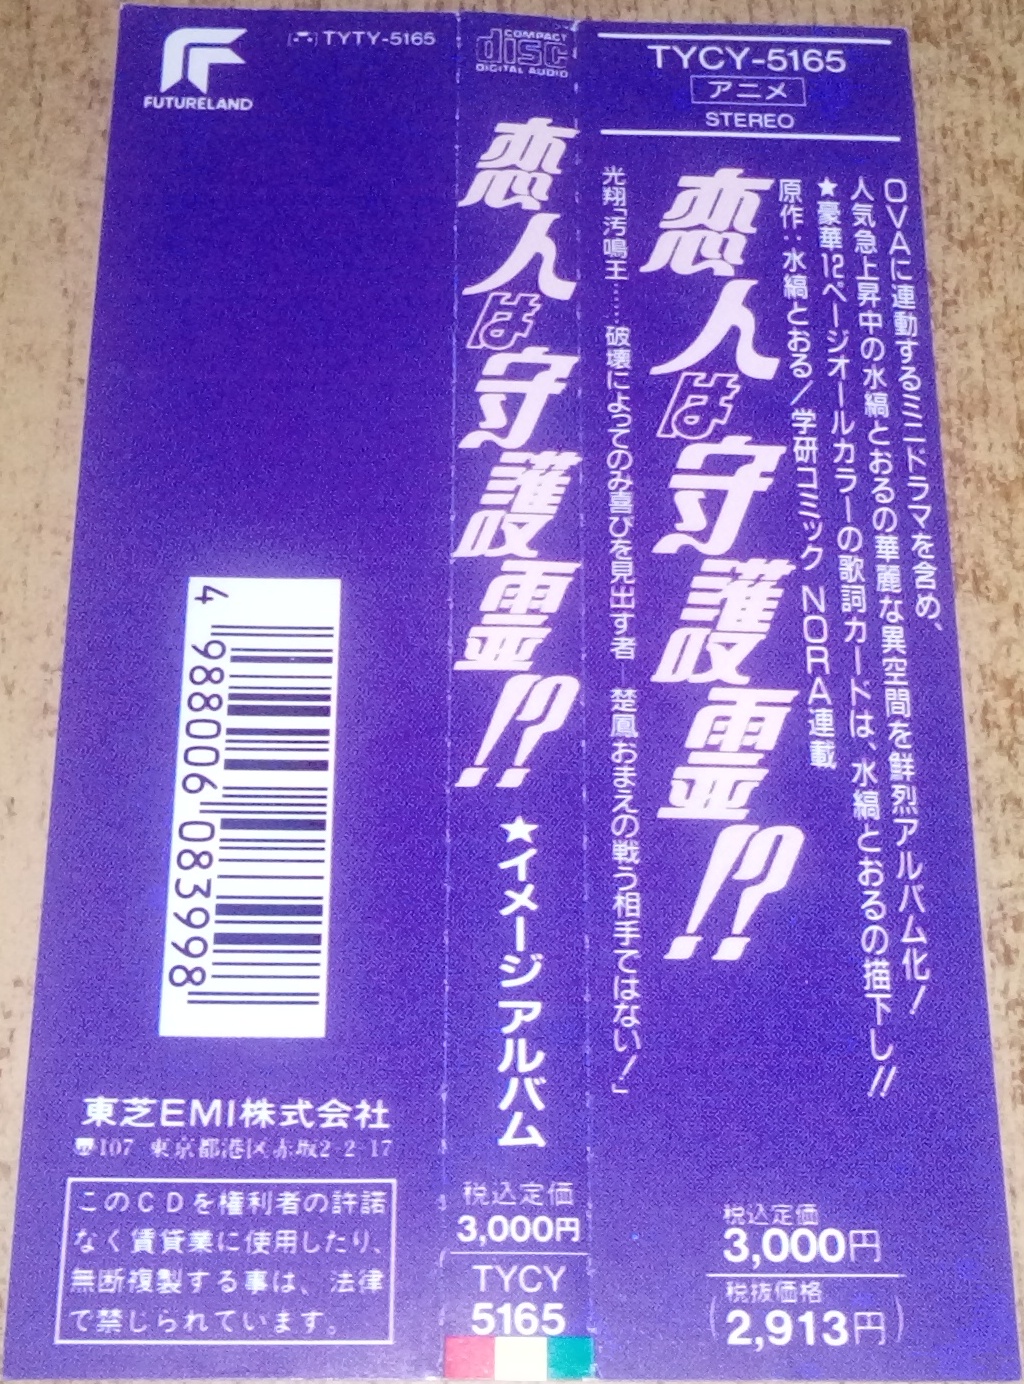 TYCY-5165
アニメ
STEREO
OVAに連動するミニドラマを含め、
人気急上昇中の水縞とおるの華麗な異空間を鮮烈アルバム化!
★豪華12ページオールカラーの歌詞カードは、水縞とおるの描下し!!
原作:水縞とおる/学研コミック NORA連載
恋人は守護霊!?
光翔「汚鳴王……破壊によってのみ喜びを見出す者—楚鳳おまえの戦う相手ではない!」
税込定価
3,000円
税抜価格
(2,913円)
COMPACT
disc
DIGITAL AUDIO
恋人は守護霊!?
★イメージアルバム
税込定価
3,000円
TYCY
5165
FUTURELAND
TYTY-5165
4 988006 083998
東芝EMI株式会社
〒107 東京都港区赤坂2-2-17
このCDを権利者の許諾
なく賃貸業に使用したり、
無断複製する事は、法律
で禁じられています。